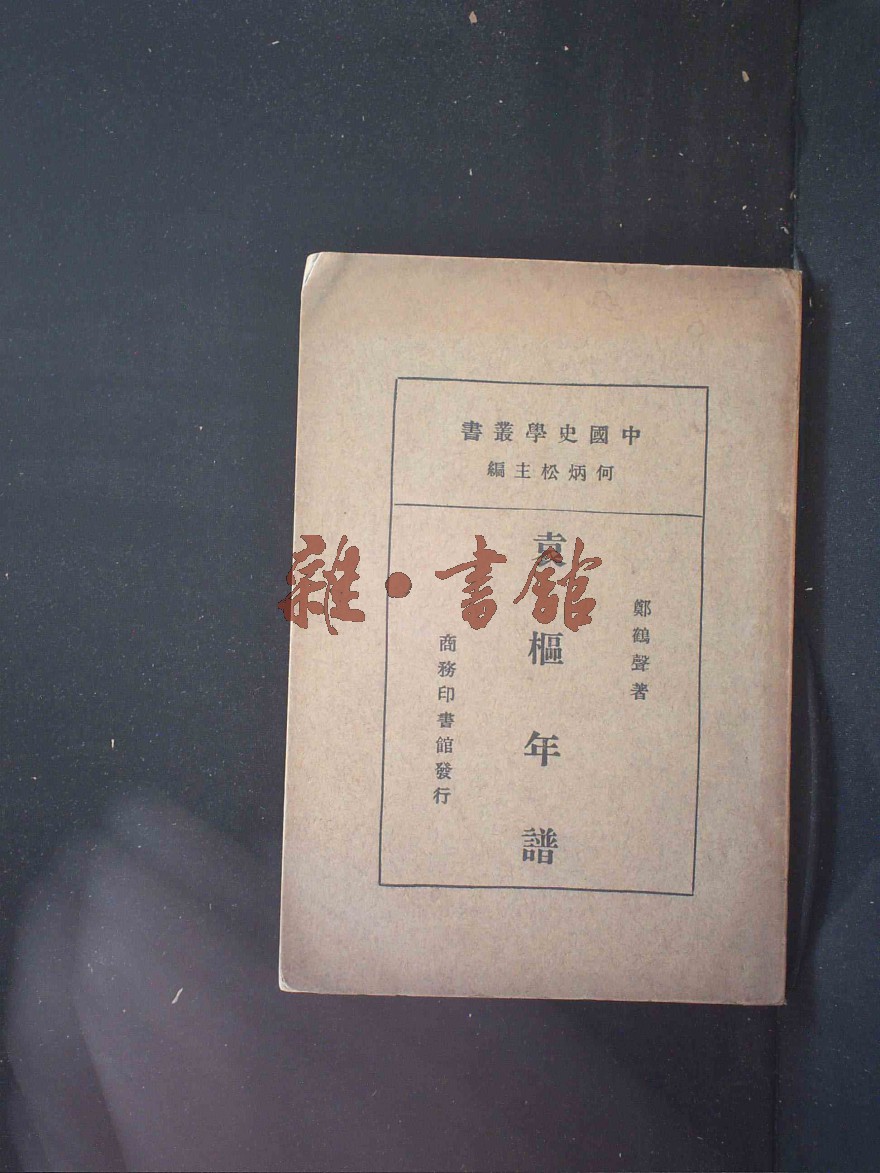 中國史學叢書
何炳松主編
鄭鶴聲著
袁樞年譜
商務印書館發行
雜·書館